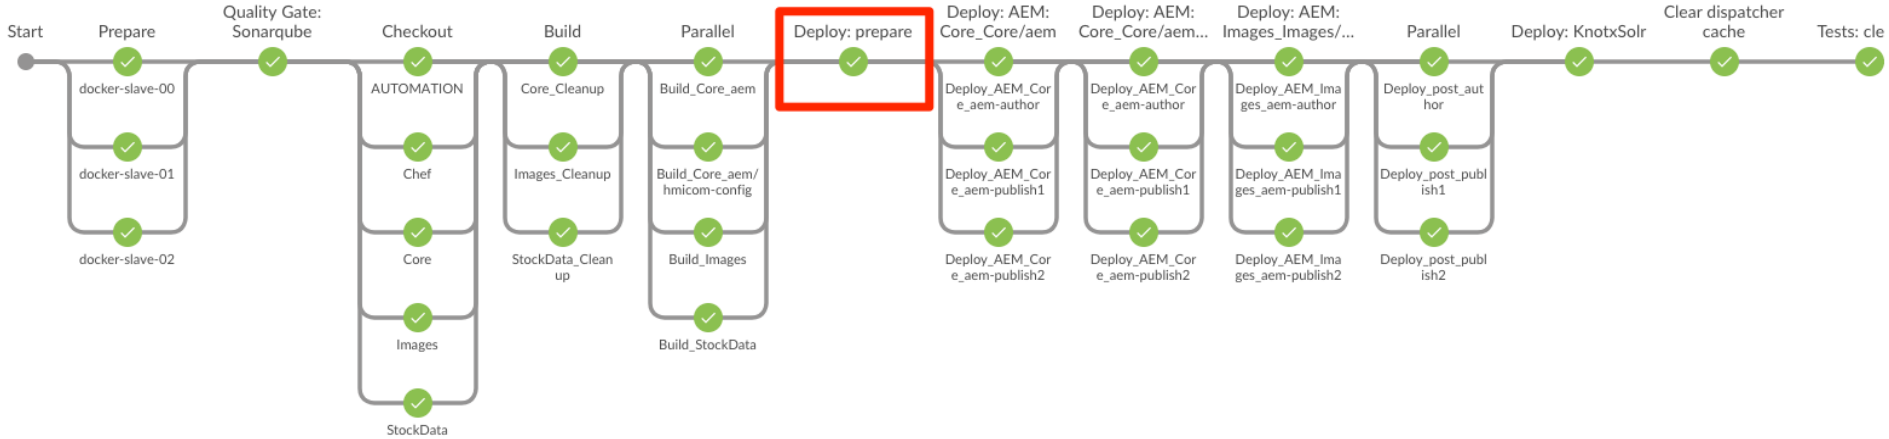 Start
Prepare
Quality Gate:
Sonarqube
Checkout
Build
Parallel
Deploy: prepare
Deploy: AEM:
Core_Core/aem
Deploy: AEM:
Core_Core/aem...
Deploy: AEM:
Images_Images/...
Parallel
Deploy: KnotxSolr
Clear dispatcher
cache
Tests: cle
docker-slave-00
docker-slave-01
docker-slave-02
AUTOMATION
Chef
Core
Images
StockData
Core_Cleanup
Images_Cleanup
StockData_Clean
up
Build_Core_aem
Build_Core_aem/
hmicom-config
Build_Images
Build_StockData
Deploy_AEM_Cor
e_aem-author
Deploy_AEM_Cor
e_aem-publish1
Deploy_AEM_Cor
e_aem-publish2
Deploy_AEM_Cor
e_aem-author
Deploy_AEM_Cor
e_aem-publish1
Deploy_AEM_Cor
e_aem-publish2
Deploy_AEM_Ima
ges_aem-author
Deploy_AEM_Ima
ges_aem-publish1
Deploy_AEM_Ima
ges_aem-publish2
Deploy_post_aut
hor
Deploy_post_publ
ish1
Deploy_post_publ
ish2